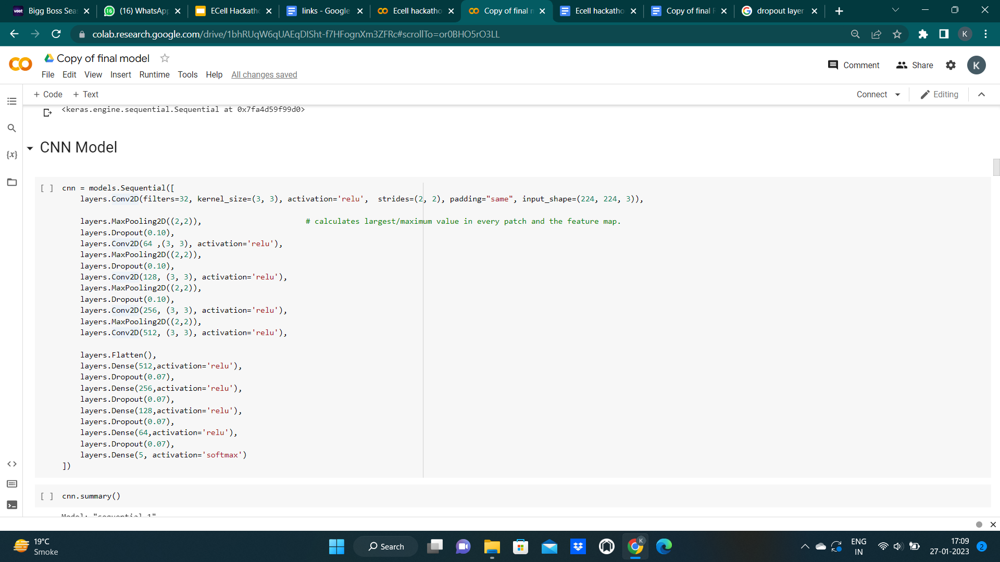 voot Bigg Boss Sea
16 (16) WhatsApp
ECell Hackatho
links - Google
Ecell hackatho
Copy of final m
Ecell hackatho
Copy of final
dropout layer
colab.research.google.com/drive/1bhRUqW6qUAEqDISht-f7HFognXm3ZFRc#scrollTo=or0BHO5rO3LL
K
Copy of final model
File Edit View Insert Runtime Tools Help All changes saved
Comment Share K
+ Code + Text
Connect Editing
<keras.engine.sequential.Sequential at 0x7fa4d59f99d0>
{x}
CNN Model
[ ] cnn = models.Sequential([
layers.Conv2D(filters=32, kernel_size=(3, 3), activation='relu',  strides=(2, 2), padding="same", input_shape=(224, 224, 3)),
layers.MaxPooling2D((2,2)), # calculates largest/maximum value in every patch and the feature map.
layers.Dropout(0.10),
layers.Conv2D(64 ,(3, 3), activation='relu'),
layers.MaxPooling2D((2,2)),
layers.Dropout(0.10),
layers.Conv2D(128, (3, 3), activation='relu'),
layers.MaxPooling2D((2,2)),
layers.Dropout(0.10),
layers.Conv2D(256, (3, 3), activation='relu'),
layers.MaxPooling2D((2,2)),
layers.Conv2D(512, (3, 3), activation='relu'),
layers.Flatten(),
layers.Dense(512,activation='relu'),
layers.Dropout(0.07),
layers.Dense(256,activation='relu'),
layers.Dropout(0.07),
layers.Dense(128,activation='relu'),
layers.Dropout(0.07),
layers.Dense(64,activation='relu'),
layers.Dropout(0.07),
layers.Dense(5, activation='softmax')
])
[ ] cnn.summary()
Model: "sequential_1"
19°C
Smoke
Search
K
ENG
IN
17:09
27-01-2023
2